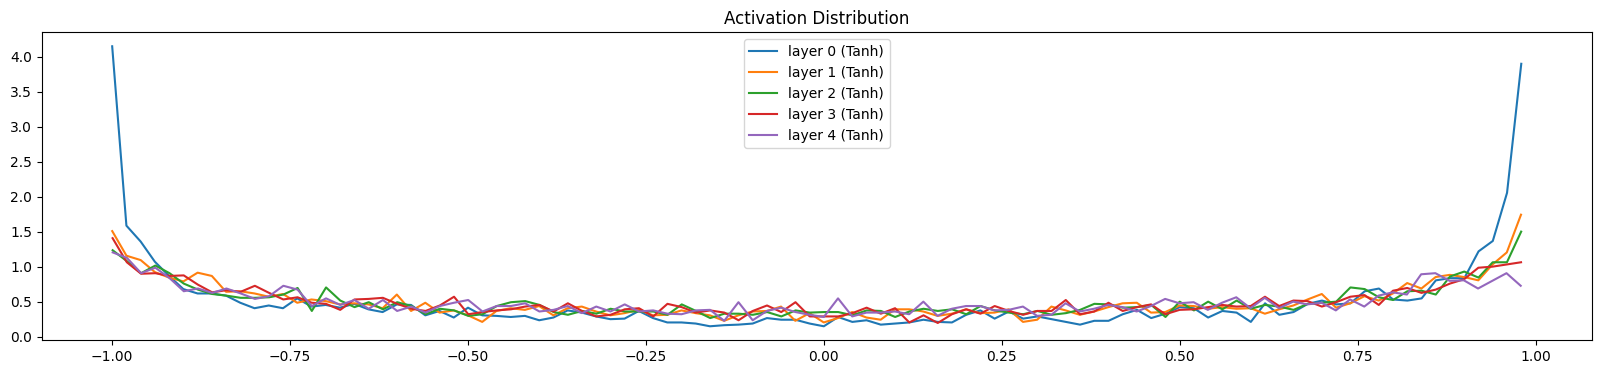 Activation Distribution
layer 0 (Tanh)
layer 1 (Tanh)
layer 2 (Tanh)
layer 3 (Tanh)
layer 4 (Tanh)
4.0
3.5
3.0
2.5
2.0
1.5
1.0
0.5
0.0
−1.00 −0.75 −0.50 −0.25 0.00 0.25 0.50 0.75 1.00